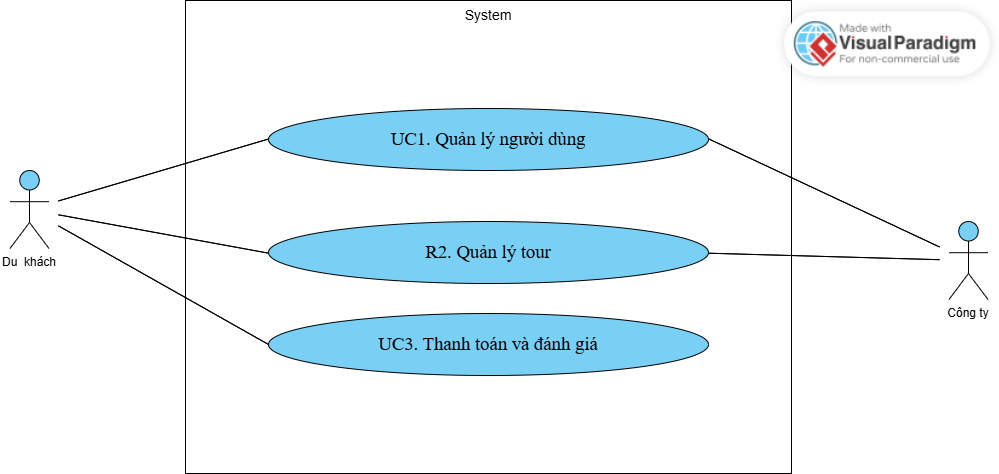 System
Made with
Visual Paradigm
For non-commercial use
UC1. Quản lý người dùng
R2. Quản lý tour
Du khách
Công ty
UC3. Thanh toán và đánh giá